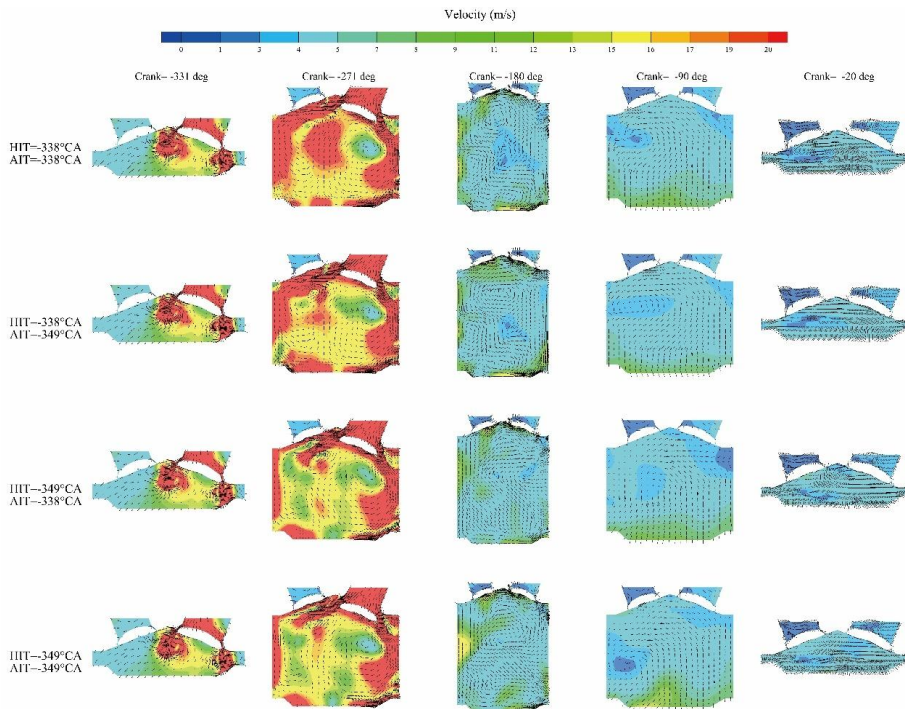 Velocity (m/s)
0 1 3 4 5 7 8 9 11 12 13 15 16 17 19 20
Crank= -331 deg Crank= -271 deg Crank= -180 deg Crank= -90 deg Crank= -20 deg
HIT=-338°CA
AIT=-338°CA
HIT=-338°CA
AIT=-349°CA
HIT=-349°CA
AIT=-338°CA
HIT=-349°CA
AIT=-349°CA